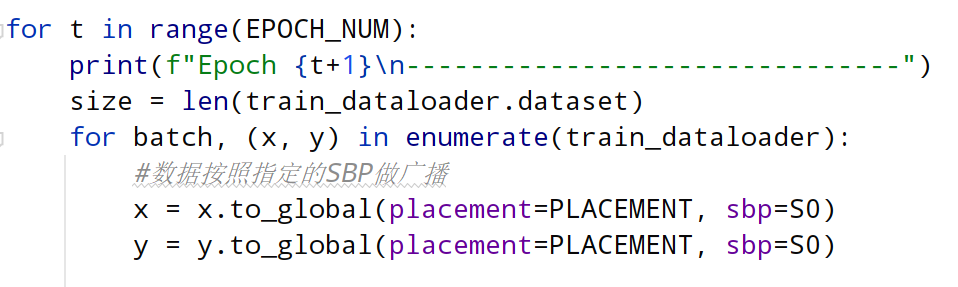 for t in range(EPOCH_NUM):
    print(f"Epoch {t+1}\n-------------------------------")
    size = len(train_dataloader.dataset)
    for batch, (x, y) in enumerate(train_dataloader):
        #数据按照指定的SBP做广播
        x = x.to_global(placement=PLACEMENT, sbp=S0)
        y = y.to_global(placement=PLACEMENT, sbp=S0)